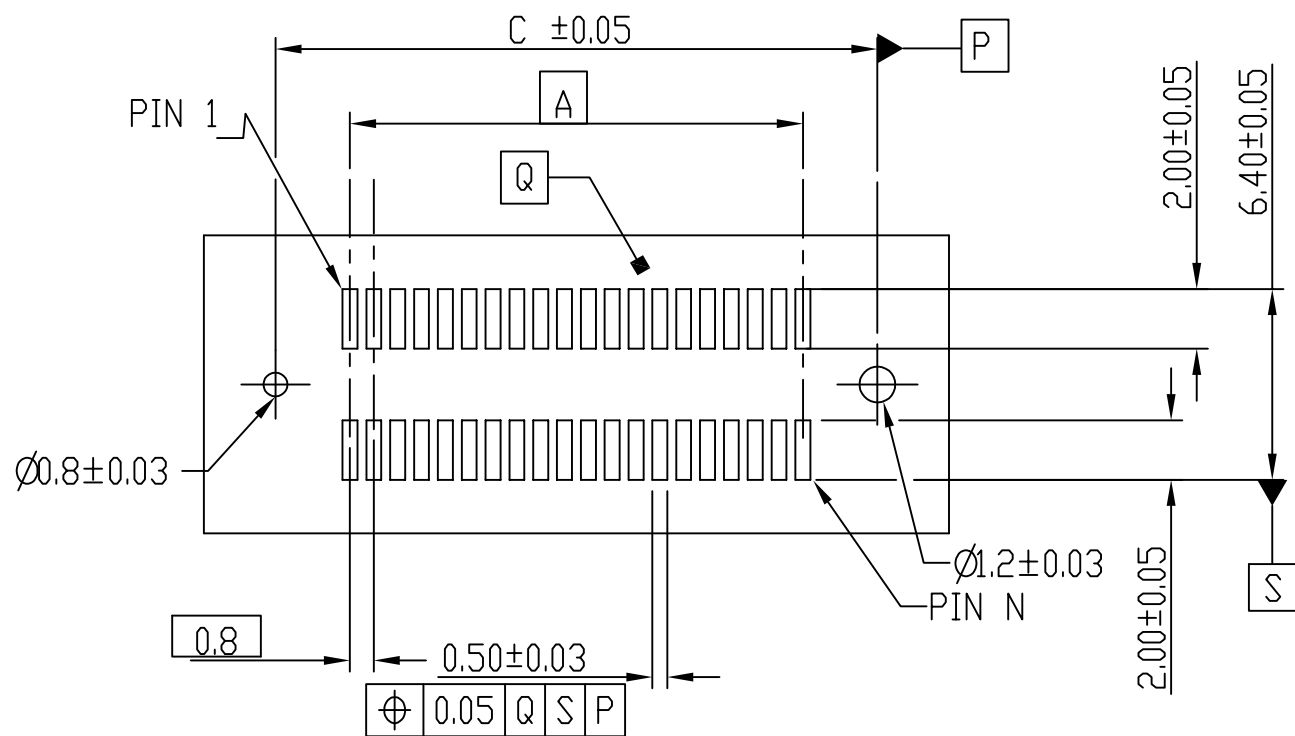 C ±0.05
P
A
PIN 1
Q
2.00±0.05
6.40±0.05
Ø0.8±0.03
Ø1.2±0.03
PIN N
S
2.00±0.05
0.8
0.50±0.03
⌖ 0.05 Q S P